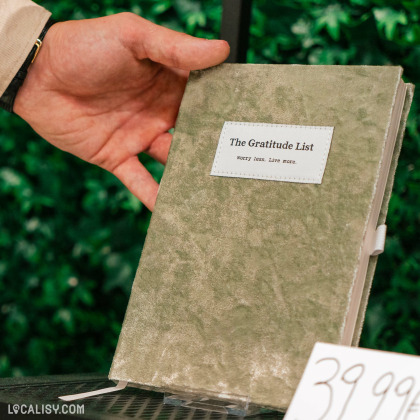 The Gratitude List
Worry less. Live more.
39.99
LOCALISY.COM